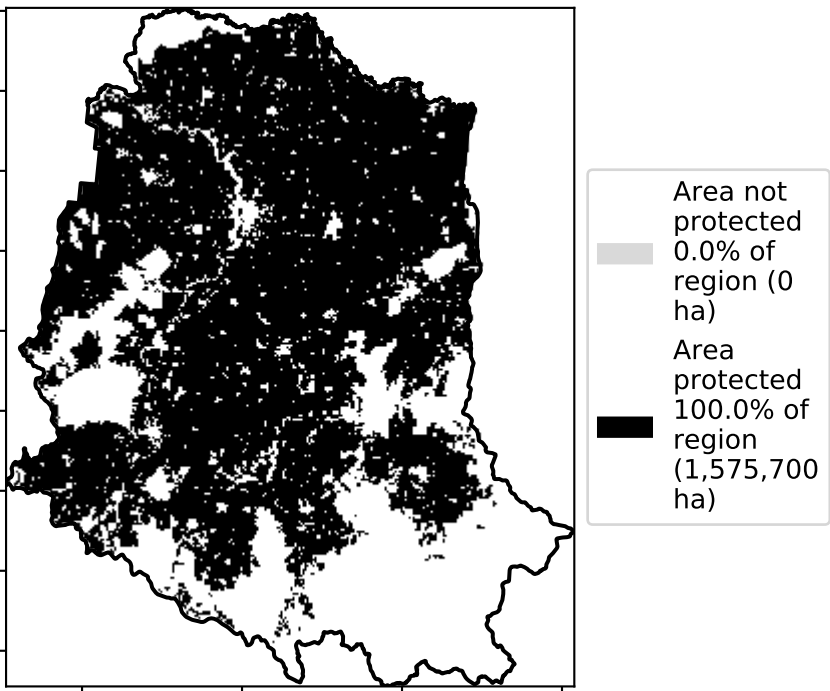 Area not
protected
0.0% of
region (0
ha)
Area
protected
100.0% of
region
(1,575,700
ha)